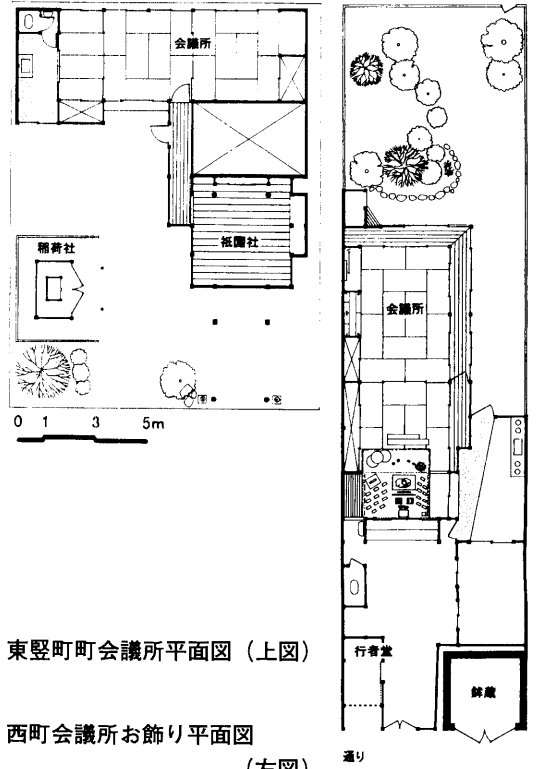 会議所
稲荷社
祇園社
0 1 3 5m
東竪町町会議所平面図（上図）
西町会議所お飾り平面図
（右図）
会議所
行者堂
鉾蔵
通り